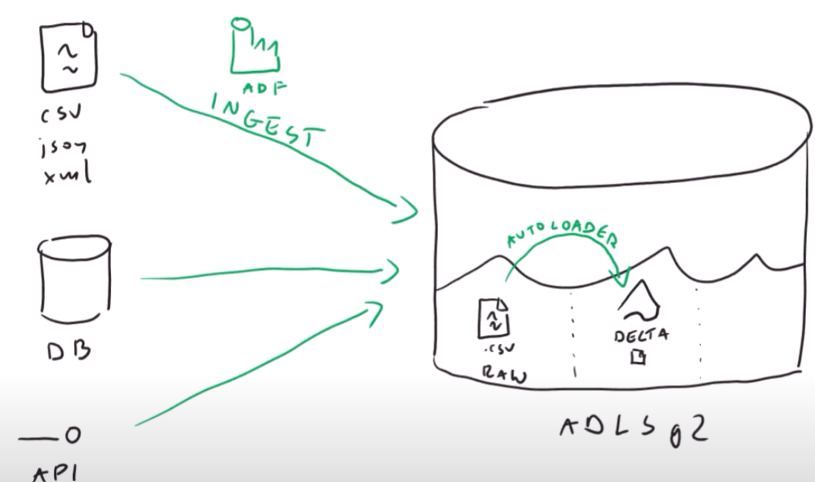 csv
json
xml
ADF
INGEST
DB
API
AUTOLOADER
.csv
RAW
DELTA
ADLS g2